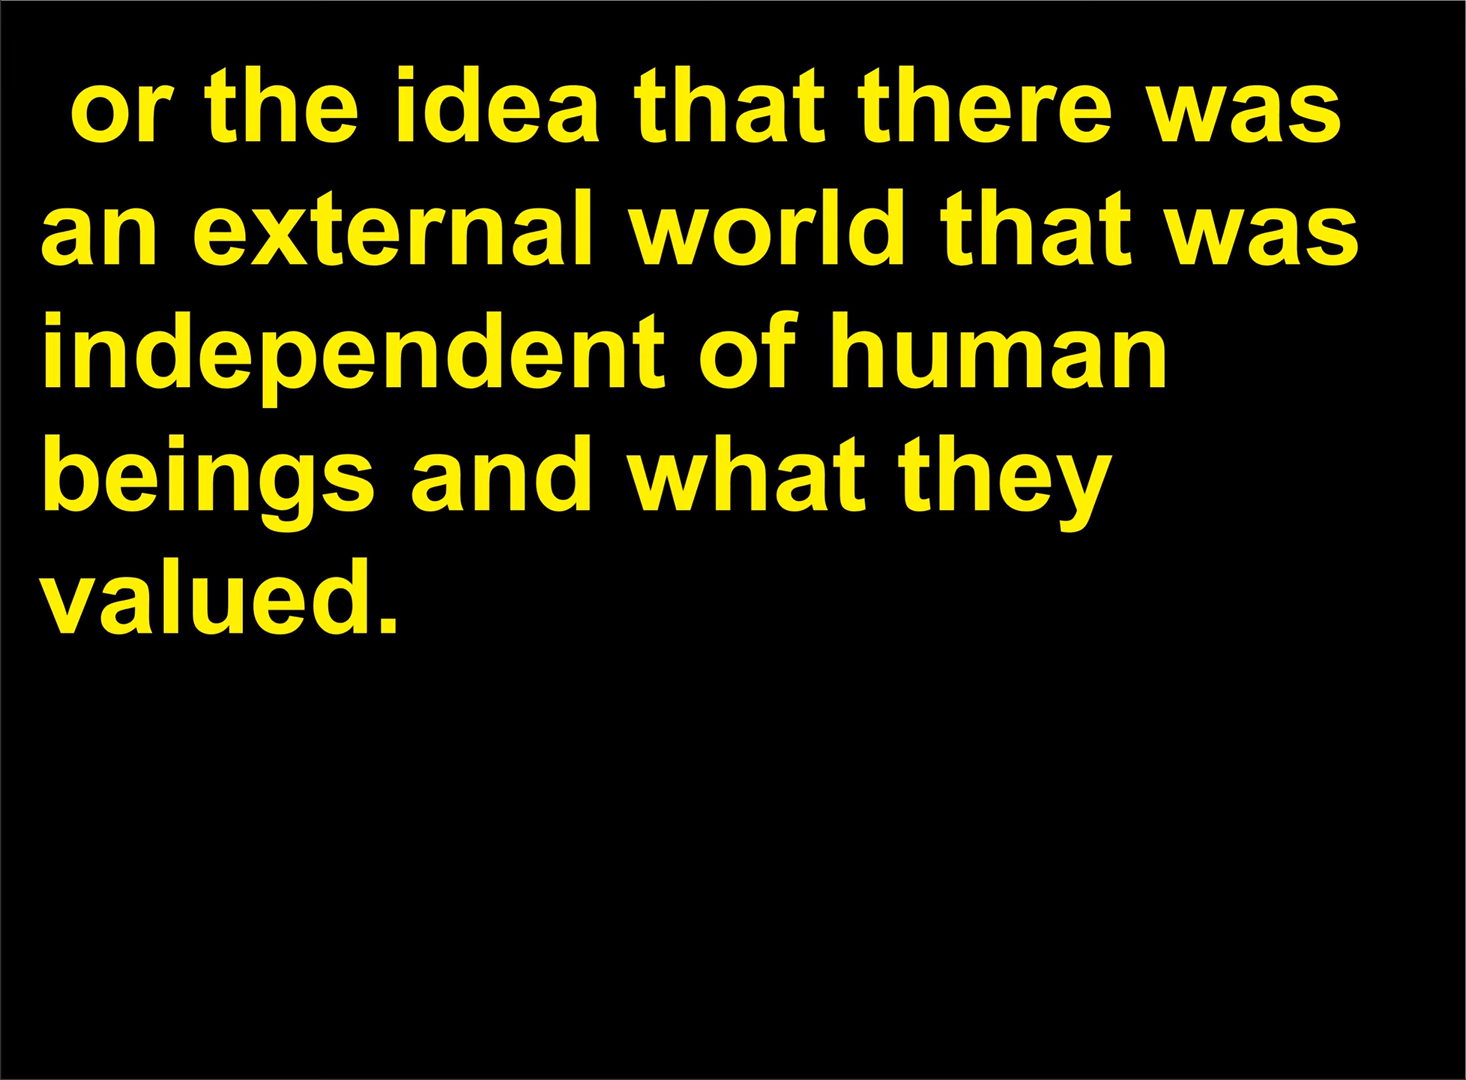 or the idea that there was
an external world that was
independent of human
beings and what they
valued.